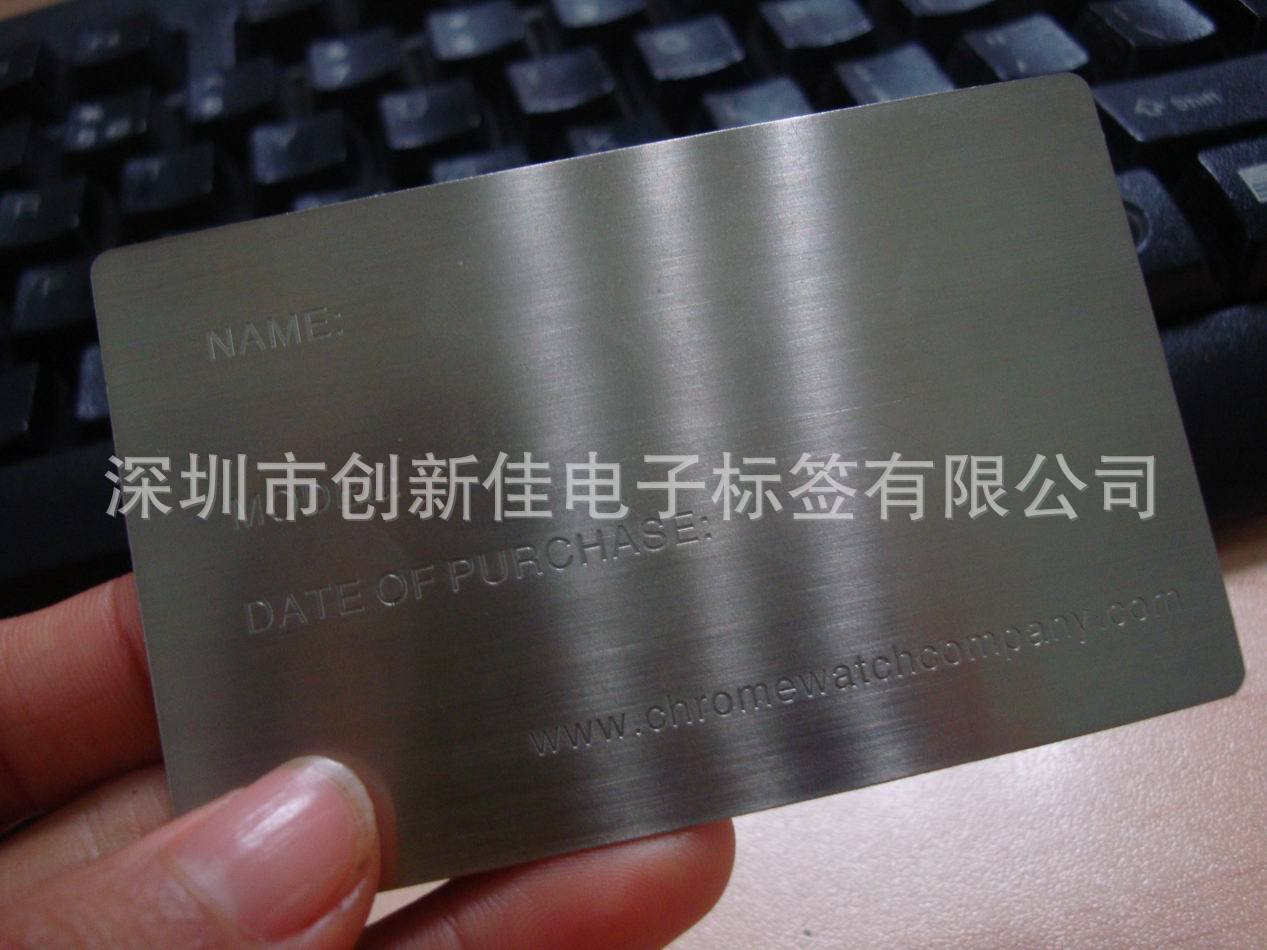 NAME:
深圳市创新佳电子标签有限公司
DATE OF PURCHASE:
www.chromewatchcompany.com
Shift